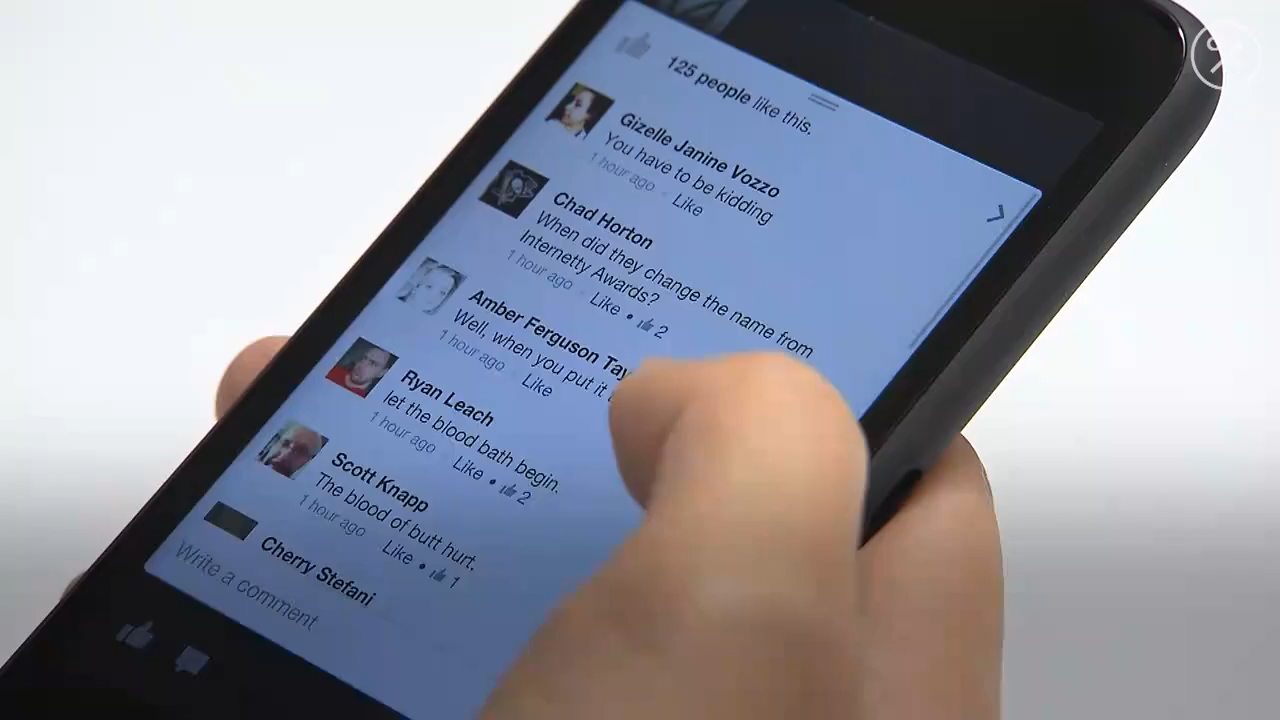 125 people like this.
Gizelle Janine Vozzo
You have to be kidding
1 hour ago · Like
Chad Horton
When did they change the name from
Internetty Awards?
1 hour ago · Like • 2
Amber Ferguson
Well, when you put it
1 hour ago · Like
Ryan Leach
let the blood bath begin.
1 hour ago · Like • 2
Scott Knapp
The blood of butt hurt.
1 hour ago · Like • 1
Cherry Stefani
Write a comment